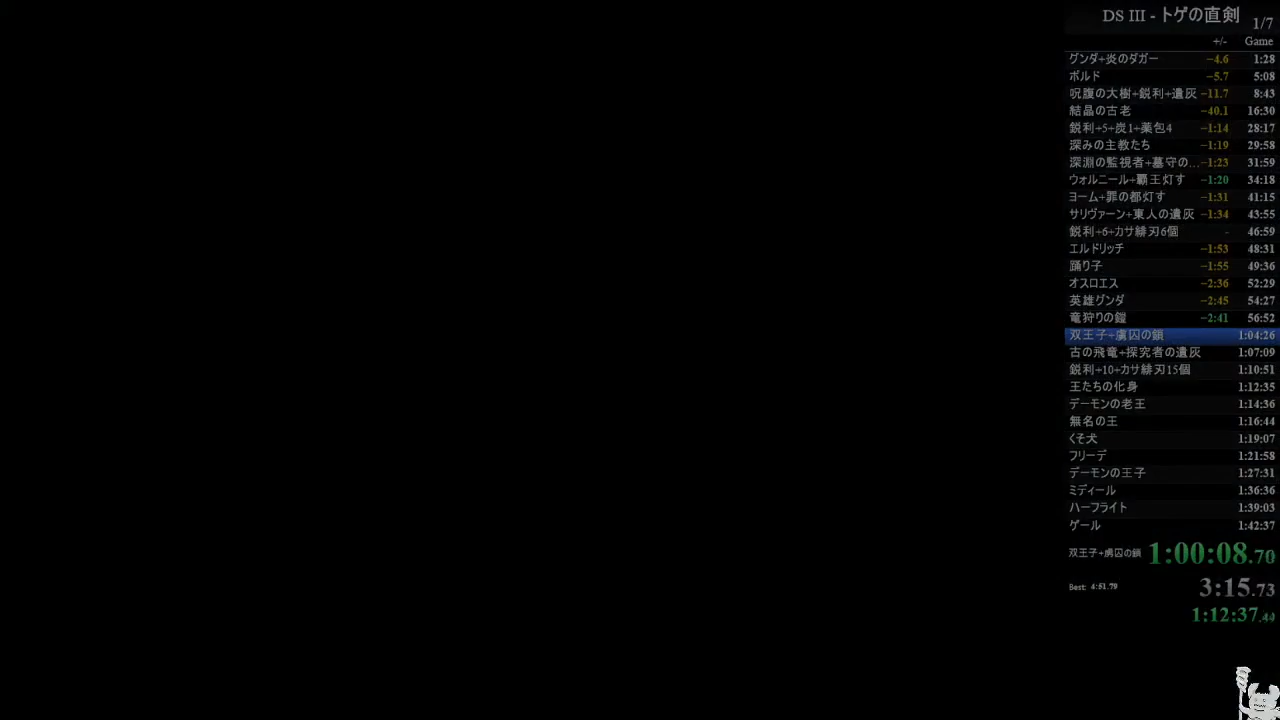 DS III - トゲの直剣
1/7
+/- Game
グンダ+炎のダガー −4.6 1:28
ボルド −5.7 5:08
呪腹の大樹+鋭利+遺灰 −11.7 8:43
結晶の古老 −40.1 16:30
鋭利+5+炭1+薬包4 −1:14 28:17
深みの主教たち −1:19 29:58
深淵の監視者+墓守の... −1:23 31:59
ウォルニール+覇王灯す −1:20 34:18
ヨーム+罪の都灯す −1:31 41:15
サリヴァーン+東人の遺灰 −1:34 43:55
鋭利+6+カサ緋刃6個 - 46:59
エルドリッチ −1:53 48:31
踊り子 −1:55 49:36
オスロエス −2:36 52:29
英雄グンダ −2:45 54:27
竜狩りの鎧 −2:41 56:52
双王子+虜囚の鎖 1:04:26
古の飛竜+探究者の遺灰 1:07:09
鋭利+10+カサ緋刃15個 1:10:51
王たちの化身 1:12:35
デーモンの老王 1:14:36
無名の王 1:16:44
くそ犬 1:19:07
フリーデ 1:21:58
デーモンの王子 1:27:31
ミディール 1:36:36
ハーフライト 1:39:03
ゲール 1:42:37
双王子+虜囚の鎖 1:00:08.70
Best: 4:51.79 3:15.73
1:12:37.44